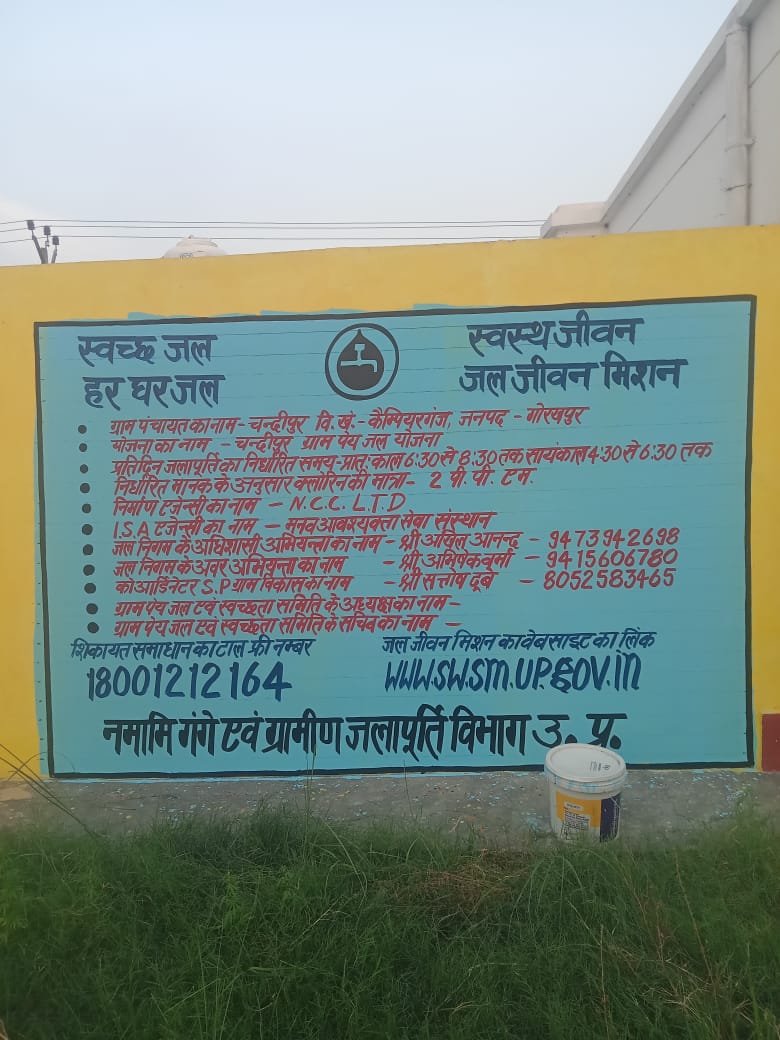 स्वच्छ जल
हर घर जल
स्वस्थ जीवन
जल जीवन मिशन
ग्राम पंचायत का नाम - चन्दीपुर वि.खं.- कैम्पियरगंज, जनपद - गोरखपुर
योजना का नाम - चन्दीपुर ग्राम पेय जल योजना
प्रतिदिन जलापूर्ति का निर्धारित समय - प्रातः काल 6:30 से 8:30 तक सायंकाल 4:30 से 6:30 तक
निर्धारित मानक के अनुसार क्लोरिन की मात्रा - 2 पी. पी. एम.
निर्माण एजेन्सी का नाम - N.C.C. L.T.D
I.S.A एजेन्सी का नाम - मनव आवश्यक्ता सेवा संस्थान
जल निगम के अधिशासी अभियन्ता का नाम - श्री आनन्द - 9473942698
जल निगम के अवर अभियन्ता का नाम - श्री अभिषेक वर्मा - 9415606780
को आर्डिनेटर S.P ग्राम विकास का नाम - श्री सन्तोष दूबे - 8052583465
ग्राम पेय जल एवं स्वच्छता समिति के अध्यक्ष का नाम -
ग्राम पेय जल एवं स्वच्छता समिति के सचिव का नाम -
शिकायत समाधान का टाल फ्री नम्बर
18001212164
जल जीवन मिशन का वेबसाइट का लिंक
WWW.SWSM.UP.GOV.IN
नमामि गंगे एवं ग्रामीण जलापूर्ति विभाग उ. प्र.